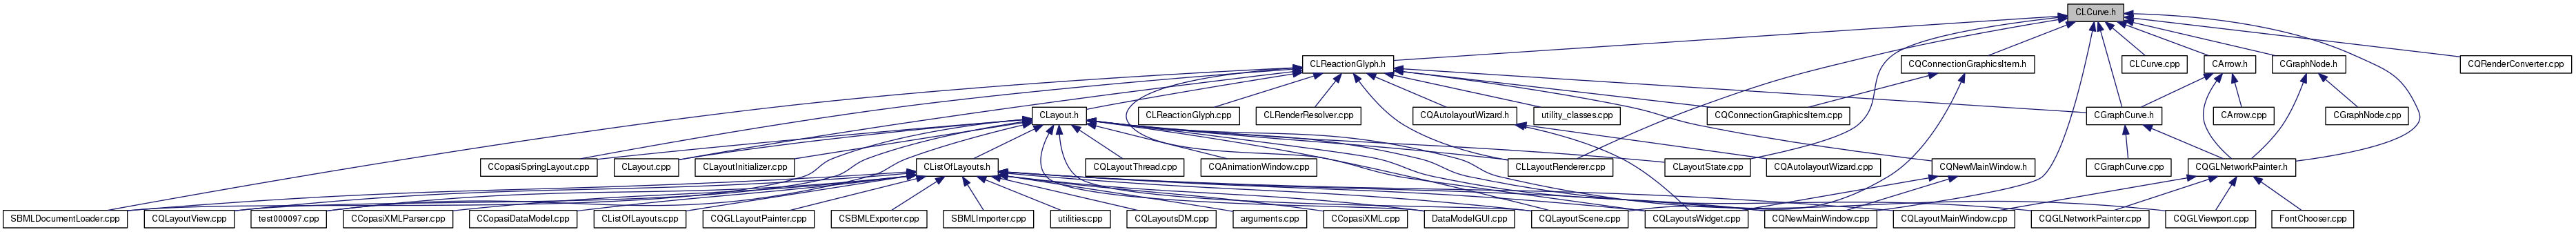 CLCurve.h
CLReactionGlyph.h
CQConnectionGraphicsItem.h
CLCurve.cpp
CArrow.h
CGraphNode.h
CQRenderConverter.cpp
CLayout.h
CLReactionGlyph.cpp
CLRenderResolver.cpp
CQAutolayoutWizard.h
utility_classes.cpp
CQConnectionGraphicsItem.cpp
CGraphCurve.h
CArrow.cpp
CGraphNode.cpp
CCopasiSpringLayout.cpp
CLayout.cpp
CLayoutInitializer.cpp
CListOfLayouts.h
CQLayoutThread.cpp
CQAnimationWindow.cpp
CLLayoutRenderer.cpp
CLayoutState.cpp
CQAutolayoutWizard.cpp
CQNewMainWindow.h
CGraphCurve.cpp
CQGLNetworkPainter.h
SBMLDocumentLoader.cpp
CQLayoutView.cpp
test000097.cpp
CCopasiXMLParser.cpp
CCopasiDataModel.cpp
CListOfLayouts.cpp
CQGLLayoutPainter.cpp
CSBMLExporter.cpp
SBMLImporter.cpp
utilities.cpp
CQLayoutsDM.cpp
arguments.cpp
CCopasiXML.cpp
DataModelGUI.cpp
CQLayoutScene.cpp
CQLayoutsWidget.cpp
CQNewMainWindow.cpp
CQLayoutMainWindow.cpp
CQGLNetworkPainter.cpp
CQGLViewport.cpp
FontChooser.cpp